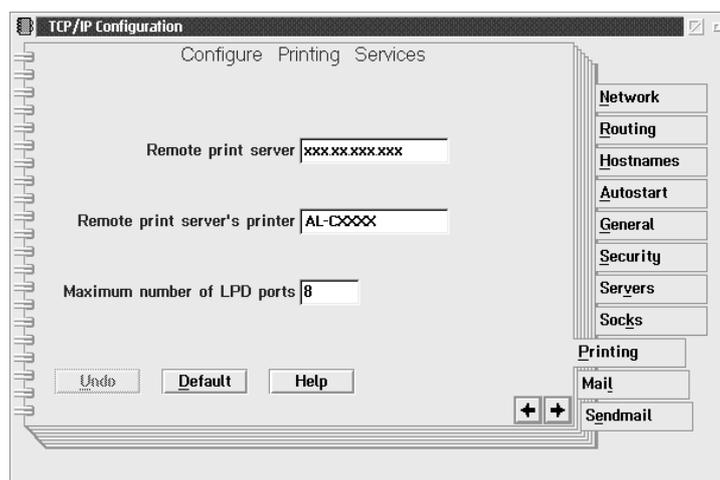 TCP/IP Configuration
Configure Printing Services
Remote print server xxx.xx.xxx.xxx
Remote print server's printer AL-CXXXX
Maximum number of LPD ports 8
Undo Default Help
Network
Routing
Hostnames
Autostart
General
Security
Servers
Socks
Printing
Mail
Sendmail